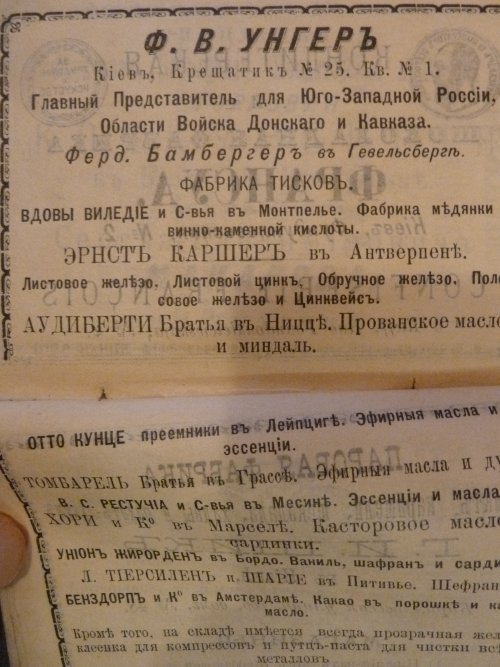 Ф. В. УНГЕРЪ
Кіевъ, Крещатикъ № 25. Кв. № 1.
Главный Представитель для Юго-Западной Россіи,
Области Войска Донскаго и Кавказа.
Ферд. Бамбергеръ въ Гевельсбергѣ.
ФАБРИКА ТИСКОВЪ.
ВДОВЫ ВИЛЕДІЕ и С-вья въ Монтпелье. Фабрика мѣдянки
винно-каменной кислоты.
ЭРНСТЪ КАРШЕРЪ въ Антверпенѣ.
Листовое желѣзо. Листовой цинкъ, Обручное желѣзо. Поло
совое желѣзо и Цинквейсъ.
АУДИБЕРТИ Братья въ Ниццѣ. Прованское масло
и миндаль.
ОТТО КУНЦЕ преемники въ Лейпцигѣ. Эфирныя масла и
эссенціи.
ТОМБАРЕЛЬ Братья въ Грассѣ. Эфирныя масла и ду
В. С. РЕСТУЧІА и С-вья въ Месинѣ. Эссенціи и масла
ХОРИ и Ко въ Марселѣ. Касторовое масло
сардинки.
УНІОНЪ ЖИРОРДЕНЪ въ Бордо. Ваниль, шафранъ и сарди
Л. ТІЕРСИЛЕНЪ и ШАРІЕ въ Питивье. Шефран
БЕНЗДОРПЪ и Ко въ Амстердамѣ. Какао въ порошкѣ и ка
масло.
Кромѣ того, на складѣ имѣется всегда прозрачная жел
клеенка для компрессовъ и путцъ-паста для чистки вс
металловъ